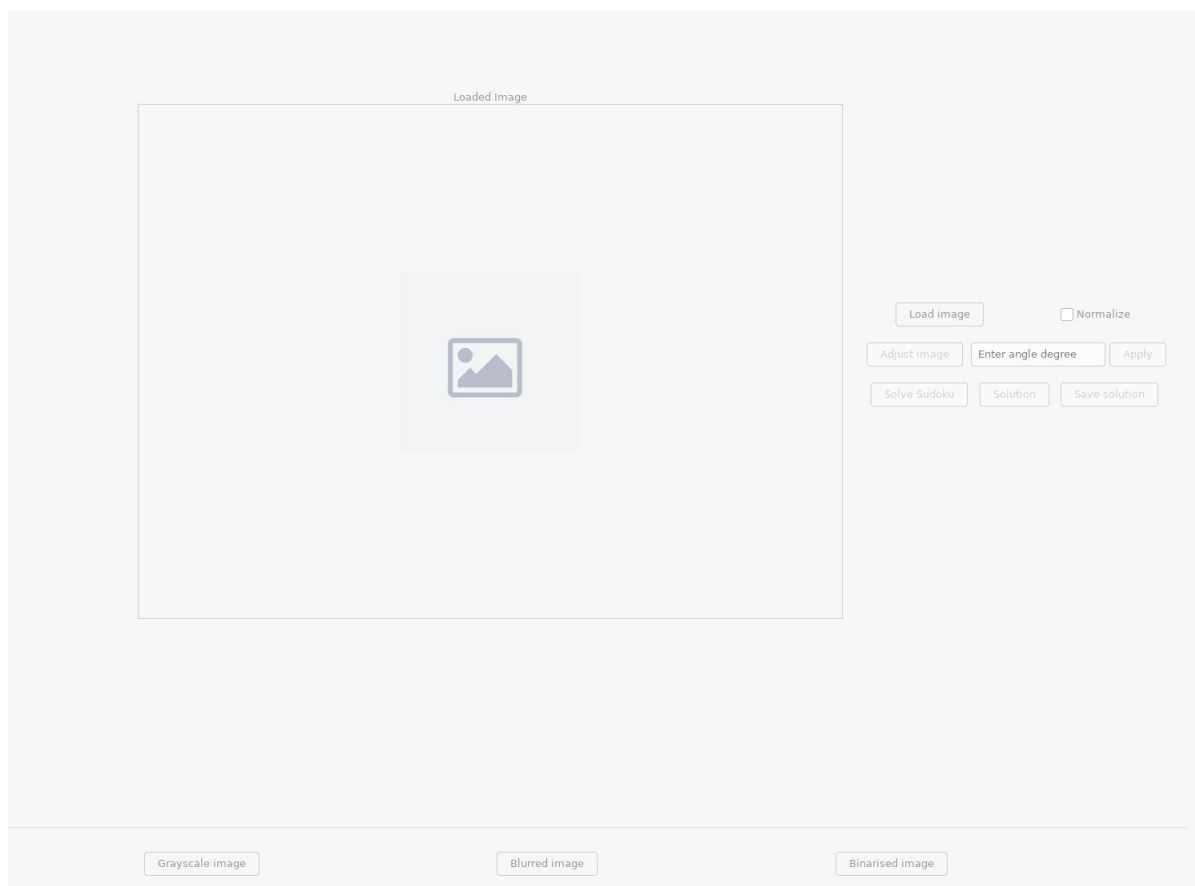 Loaded Image
Load image
Normalize
Adjust image
Enter angle degree
Apply
Solve Sudoku
Solution
Save solution
Grayscale image
Blurred image
Binarised image